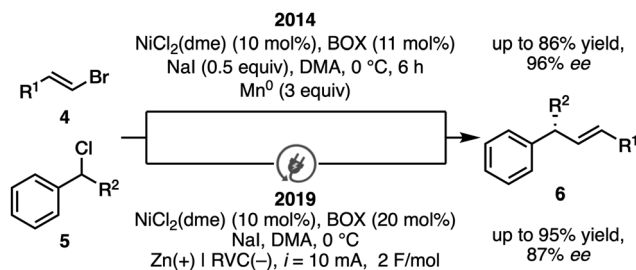 2014
NiCl2(dme) (10 mol%), BOX (11 mol%)
NaI (0.5 equiv), DMA, 0 °C, 6 h
Mn⁰ (3 equiv)
up to 86% yield,
96% ee
R¹
Br
4
Cl
R²
5
R²
R¹
6
2019
NiCl2(dme) (10 mol%), BOX (20 mol%)
NaI, DMA, 0 °C
Zn(+) | RVC(–), i = 10 mA, 2 F/mol
up to 95% yield,
87% ee